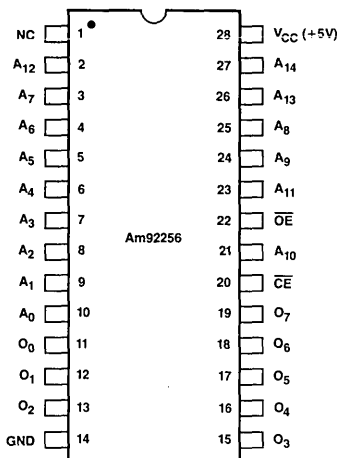 NC 1 28 VCC (+5V)
A12 2 27 A14
A7 3 26 A13
A6 4 25 A8
A5 5 24 A9
A4 6 23 A11
A3 7 22 O̅E̅
Am92256
A2 8 21 A10
A1 9 20 C̅E̅
A0 10 19 O7
O0 11 18 O6
O1 12 17 O5
O2 13 16 O4
GND 14 15 O3